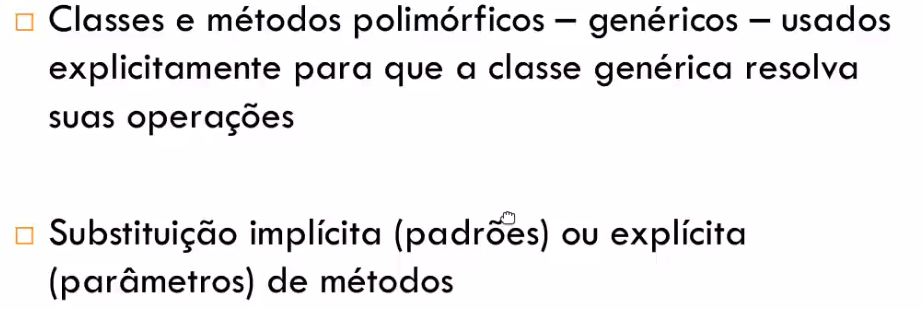 Classes e métodos polimórficos – genéricos – usados
explicitamente para que a classe genérica resolva
suas operações
Substituição implícita (padrões) ou explícita
(parâmetros) de métodos